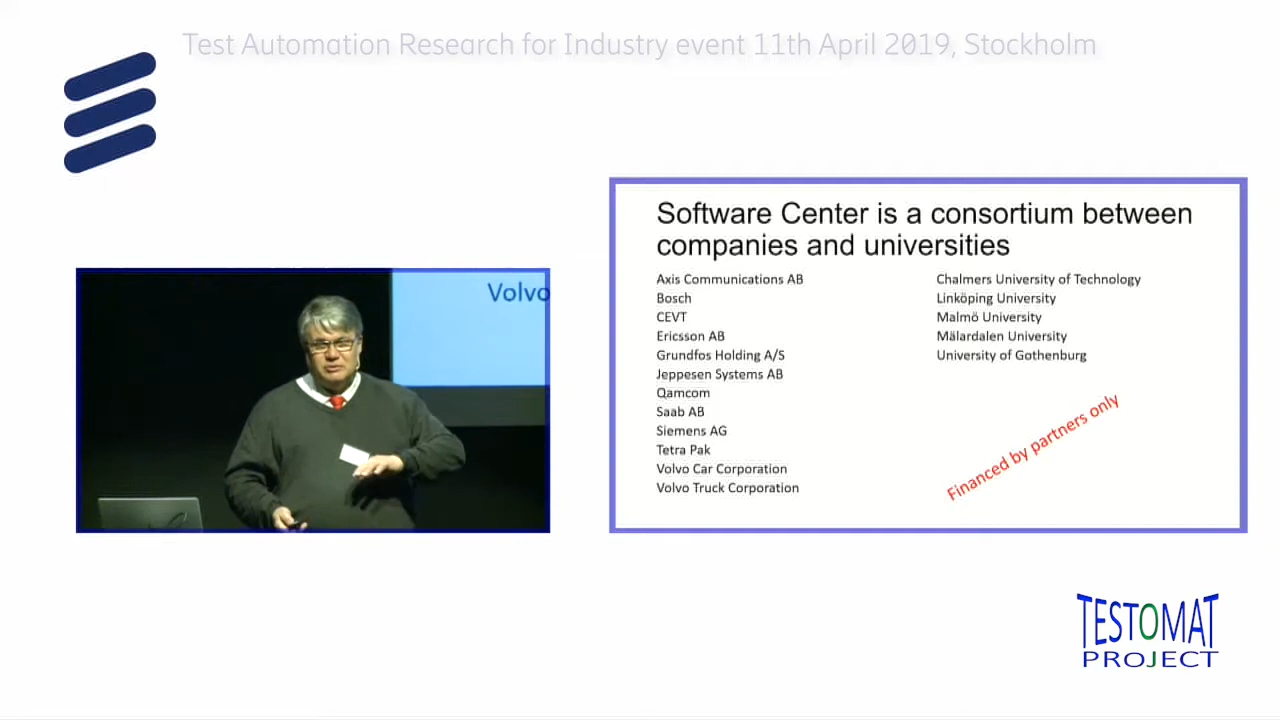 Test Automation Research for Industry event 11th April 2019, Stockholm
Volvo
Software Center is a consortium between
companies and universities
Axis Communications AB
Bosch
CEVT
Ericsson AB
Grundfos Holding A/S
Jeppesen Systems AB
Qamcom
Saab AB
Siemens AG
Tetra Pak
Volvo Car Corporation
Volvo Truck Corporation
Chalmers University of Technology
Linköping University
Malmö University
Mälardalen University
University of Gothenburg
Financed by partners only
TESTOMAT
PROJECT